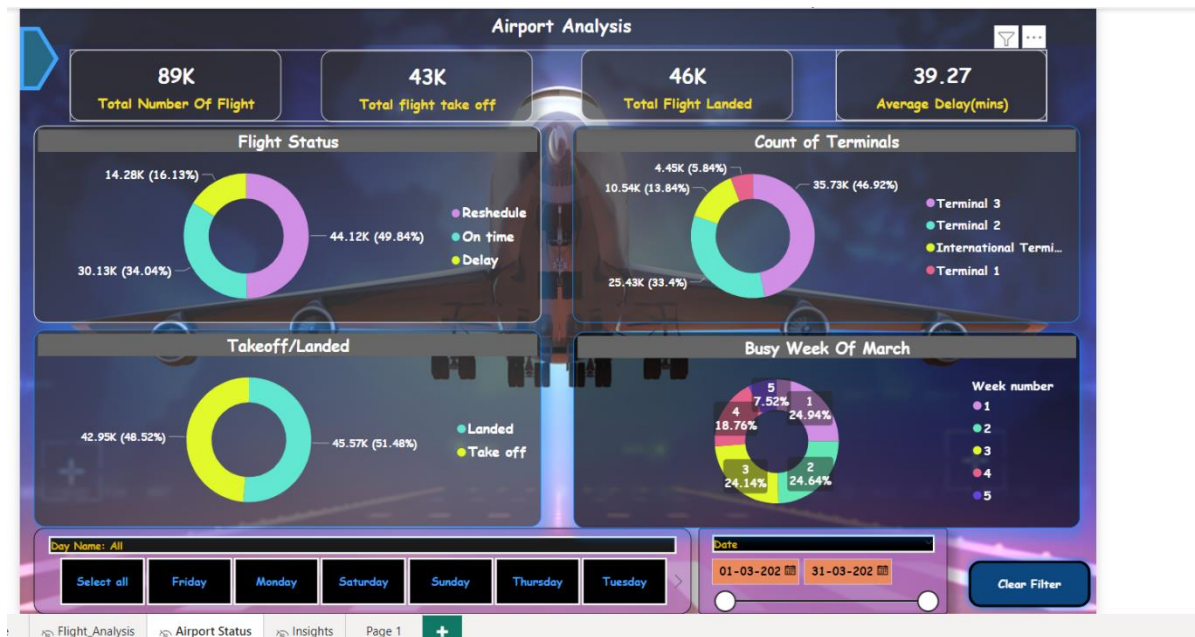 Airport Analysis
89K
Total Number Of Flight
43K
Total flight take off
46K
Total Flight Landed
39.27
Average Delay(mins)
Flight Status
14.28K (16.13%)
44.12K (49.84%)
30.13K (34.04%)
Reshedule
On time
Delay
Count of Terminals
4.45K (5.84%)
10.54K (13.84%)
35.73K (46.92%)
25.43K (33.4%)
Terminal 3
Terminal 2
International Termi...
Terminal 1
Takeoff/Landed
42.95K (48.52%)
45.57K (51.48%)
Landed
Take off
Busy Week Of March
5
7.52%
1
24.94%
4
18.76%
3
24.14%
2
24.64%
Week number
1
2
3
4
5
Day Name: All
Select all
Friday
Monday
Saturday
Sunday
Thursday
Tuesday
Date
01-03-202
31-03-202
Clear Filter
Flight_Analysis
Airport Status
Insights
Page 1
+